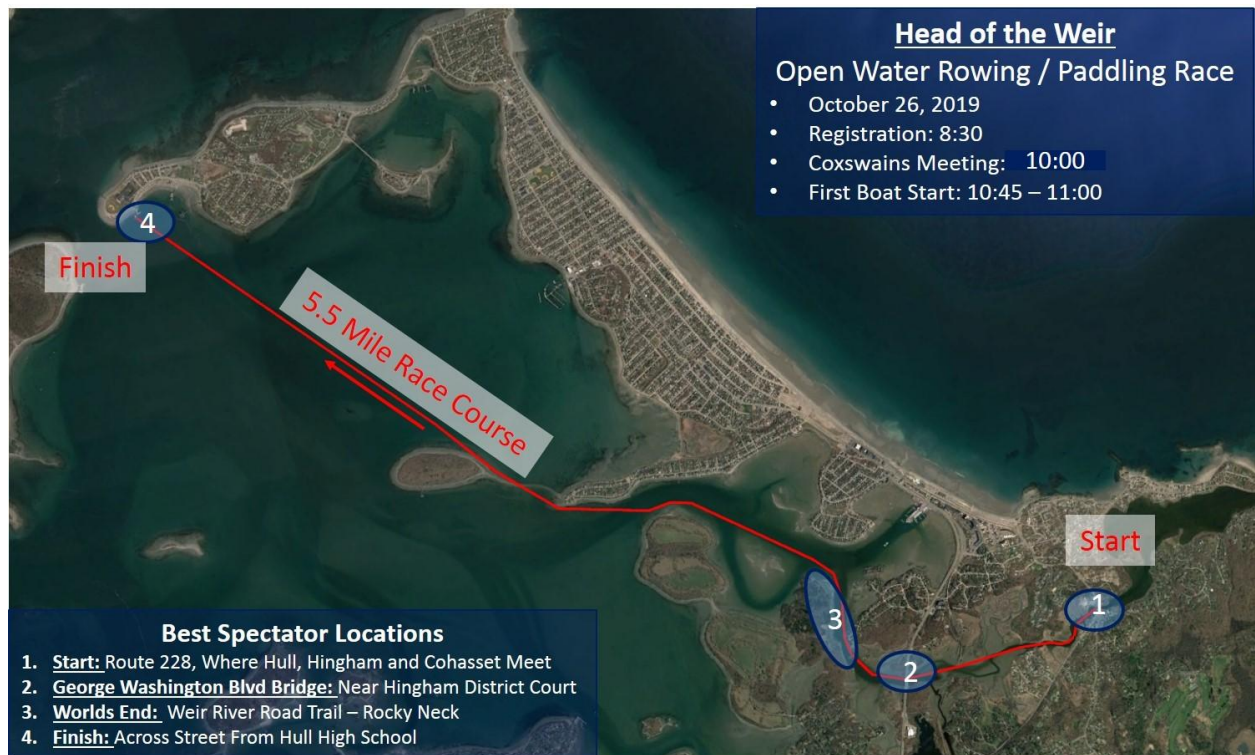 Head of the Weir
Open Water Rowing / Paddling Race
• October 26, 2019
• Registration: 8:30
• Coxswains Meeting: 10:00
• First Boat Start: 10:45 – 11:00
4
Finish
5.5 Mile Race Course
Start
1
3
2
Best Spectator Locations
1. Start: Route 228, Where Hull, Hingham and Cohasset Meet
2. George Washington Blvd Bridge: Near Hingham District Court
3. Worlds End: Weir River Road Trail – Rocky Neck
4. Finish: Across Street From Hull High School